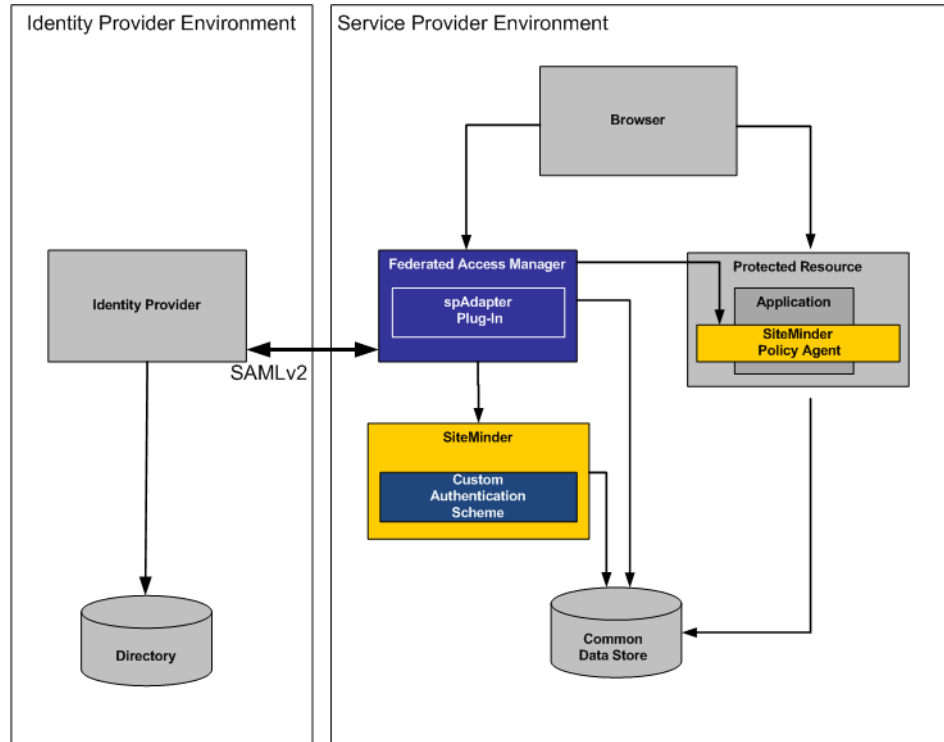 Identity Provider Environment
Service Provider Environment
Browser
Federated Access Manager
spAdapter
Plug-In
Protected Resource
Application
SiteMinder
Policy Agent
Identity Provider
SAMLv2
SiteMinder
Custom
Authentication
Scheme
Directory
Common
Data Store